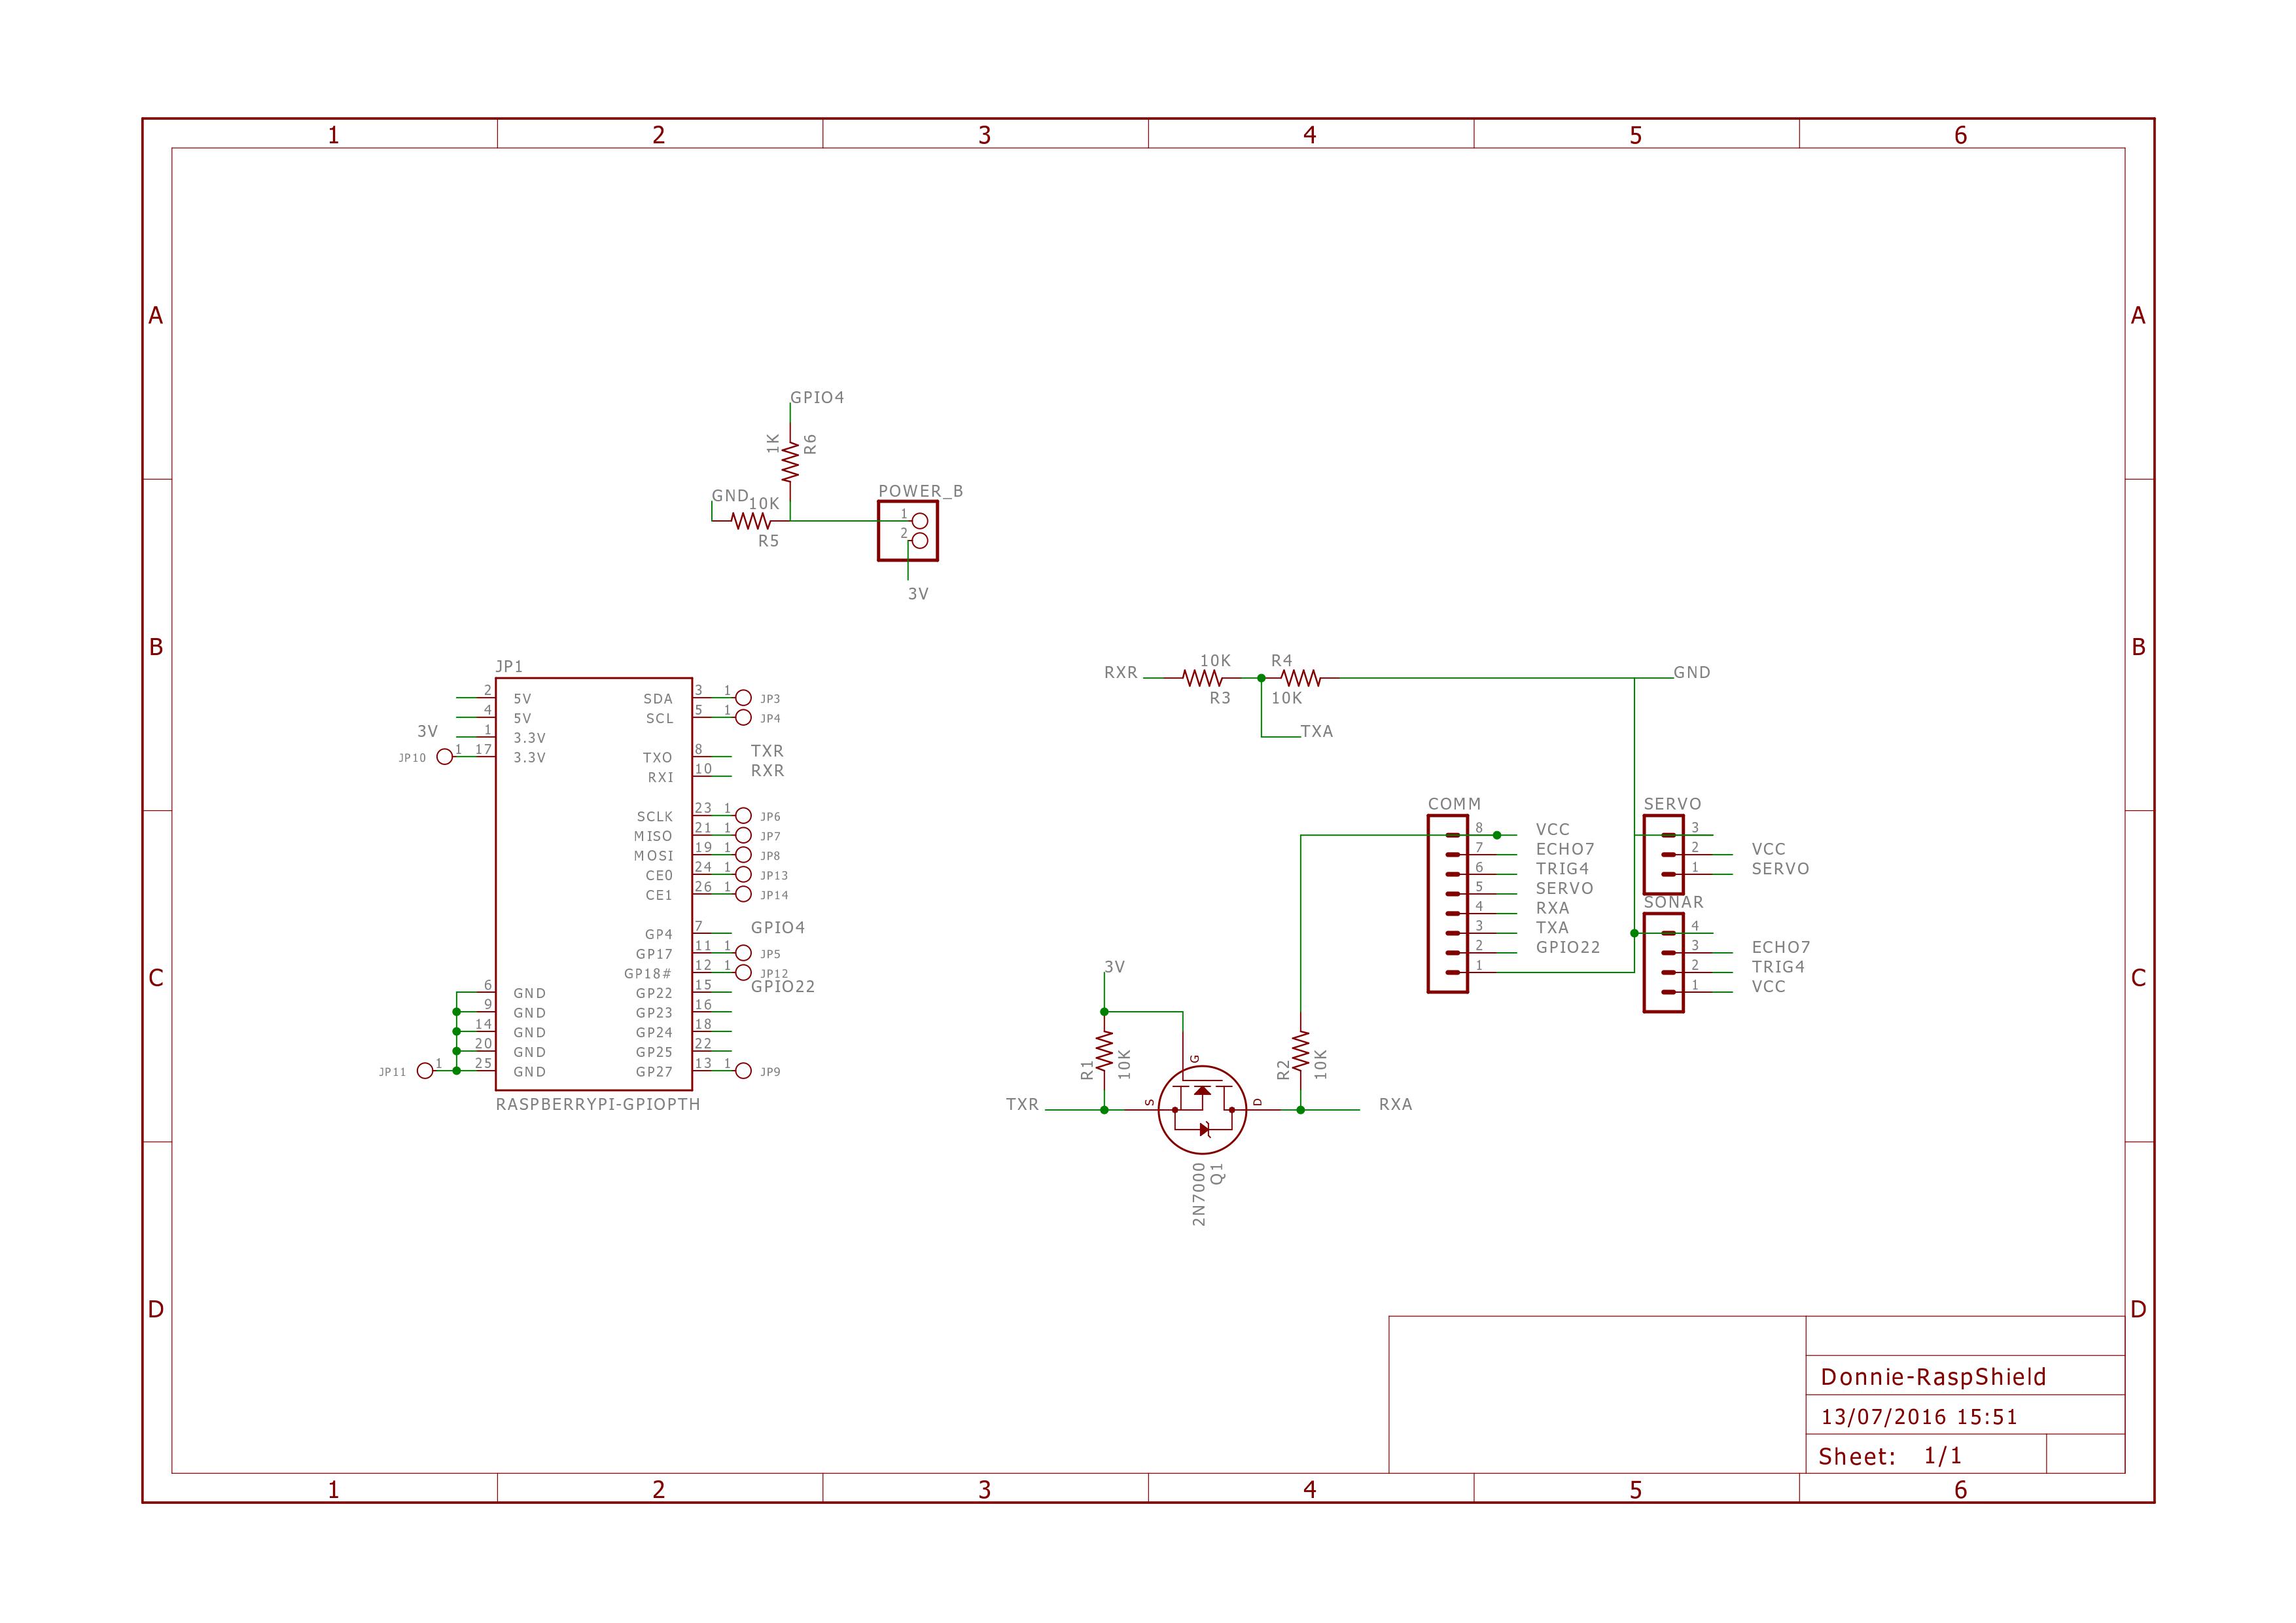 1 2 3 4 5 6
A A
GPIO4
1K R6
GND 10K
R5
POWER_B
1
2
3V
B B
RXR 10K R4 GND
R3 10K
TXA
JP1
2 5V SDA 3 1 JP3
4 5V SCL 5 1 JP4
3V 1 3.3V
JP10 1 17 3.3V TXO 8 TXR
RXI 10 RXR
SCLK 23 1 JP6
MISO 21 1 JP7
MOSI 19 1 JP8
CE0 24 1 JP13
CE1 26 1 JP14
GP4 7 GPIO4
GP17 11 1 JP5
GP18# 12 1 JP12
6 GND GP22 15 GPIO22
9 GND GP23 16
14 GND GP24 18
20 GND GP25 22
JP11 1 25 GND GP27 13 1 JP9
RASPBERRYPI-GPIOPTH
COMM
8 VCC
7 ECHO7
6 TRIG4
5 SERVO
4 RXA
3 TXA
2 GPIO22
1
SERVO
3
2 VCC
1 SERVO
SONAR
4
3 ECHO7
2 TRIG4
1 VCC
C C
3V
R1 10K G R2 10K
TXR S D RXA
2N7000
Q1
D D
Donnie-RaspShield
13/07/2016 15:51
Sheet: 1/1
1 2 3 4 5 6